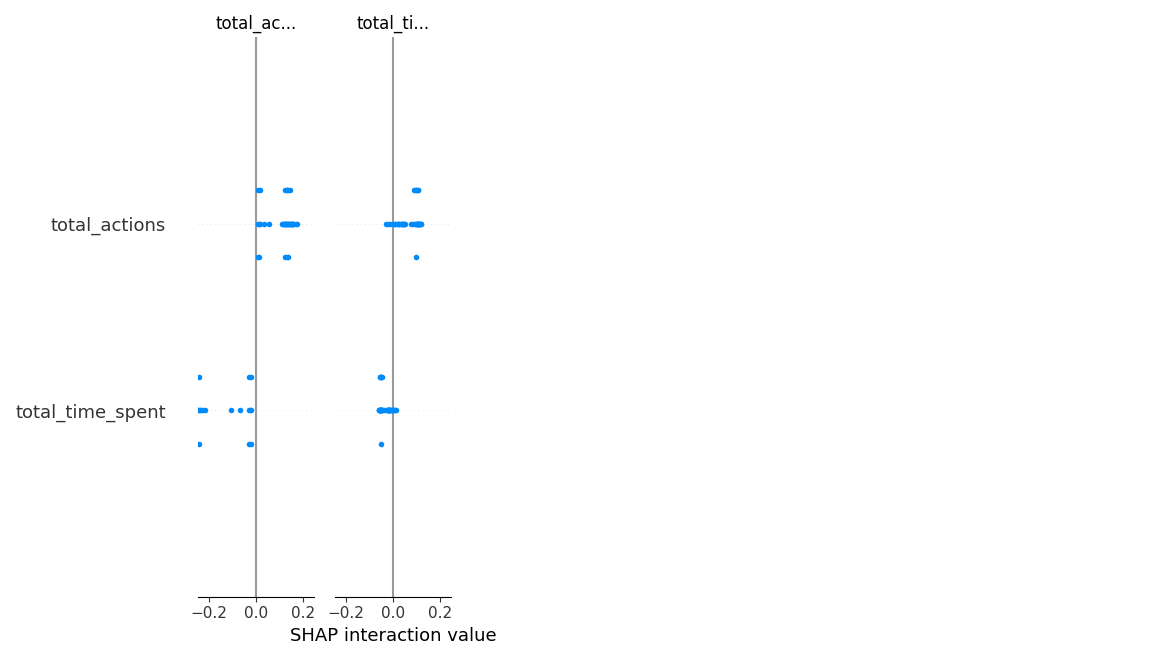 total_ac... total_ti...
total_actions
total_time_spent
−0.2 0.0 0.2 −0.2 0.0 0.2
SHAP interaction value